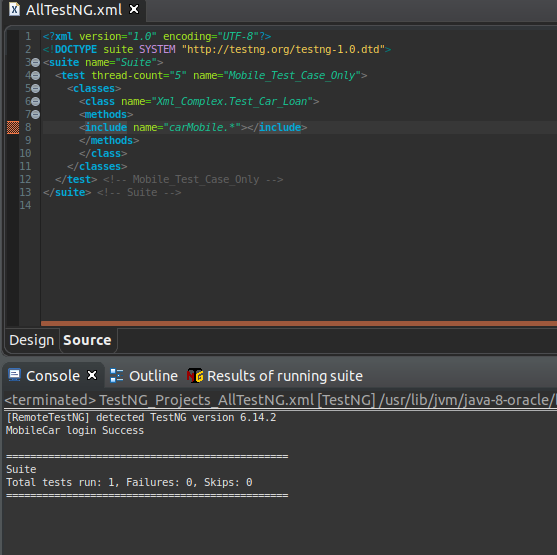 AllTestNG.xml
1 <?xml version="1.0" encoding="UTF-8"?>
2 <!DOCTYPE suite SYSTEM "http://testng.org/testng-1.0.dtd">
3 <suite name="Suite">
4 <test thread-count="5" name="Mobile_Test_Case_Only">
5 <classes>
6 <class name="Xml_Complex.Test_Car_Loan">
7 <methods>
8 <include name="carMobile.*"></include>
9 </methods>
10 </class>
11 </classes>
12 </test> <!-- Mobile_Test_Case_Only -->
13 </suite> <!-- Suite -->
14
Design Source
Console Outline Results of running suite
<terminated> TestNG_Projects_AllTestNG.xml [TestNG] /usr/lib/jvm/java-8-oracle/
[RemoteTestNG] detected TestNG version 6.14.2
MobileCar login Success
===============================================
Suite
Total tests run: 1, Failures: 0, Skips: 0
===============================================